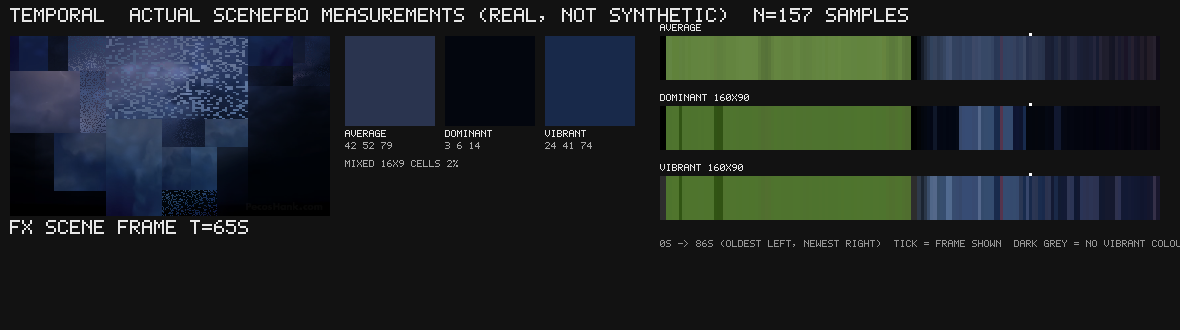 TEMPORAL  ACTUAL SCENEFBO MEASUREMENTS (REAL, NOT SYNTHETIC)  N=157 SAMPLES
AVERAGE
DOMINANT 160X90
VIBRANT 160X90
AVERAGE
42 52 79
DOMINANT
3 6 14
VIBRANT
24 41 74
MIXED 16X9 CELLS 2%
FX SCENE FRAME T=65S
0S -> 86S (OLDEST LEFT, NEWEST RIGHT)  TICK = FRAME SHOWN  DARK GREY = NO VIBRANT COLOU